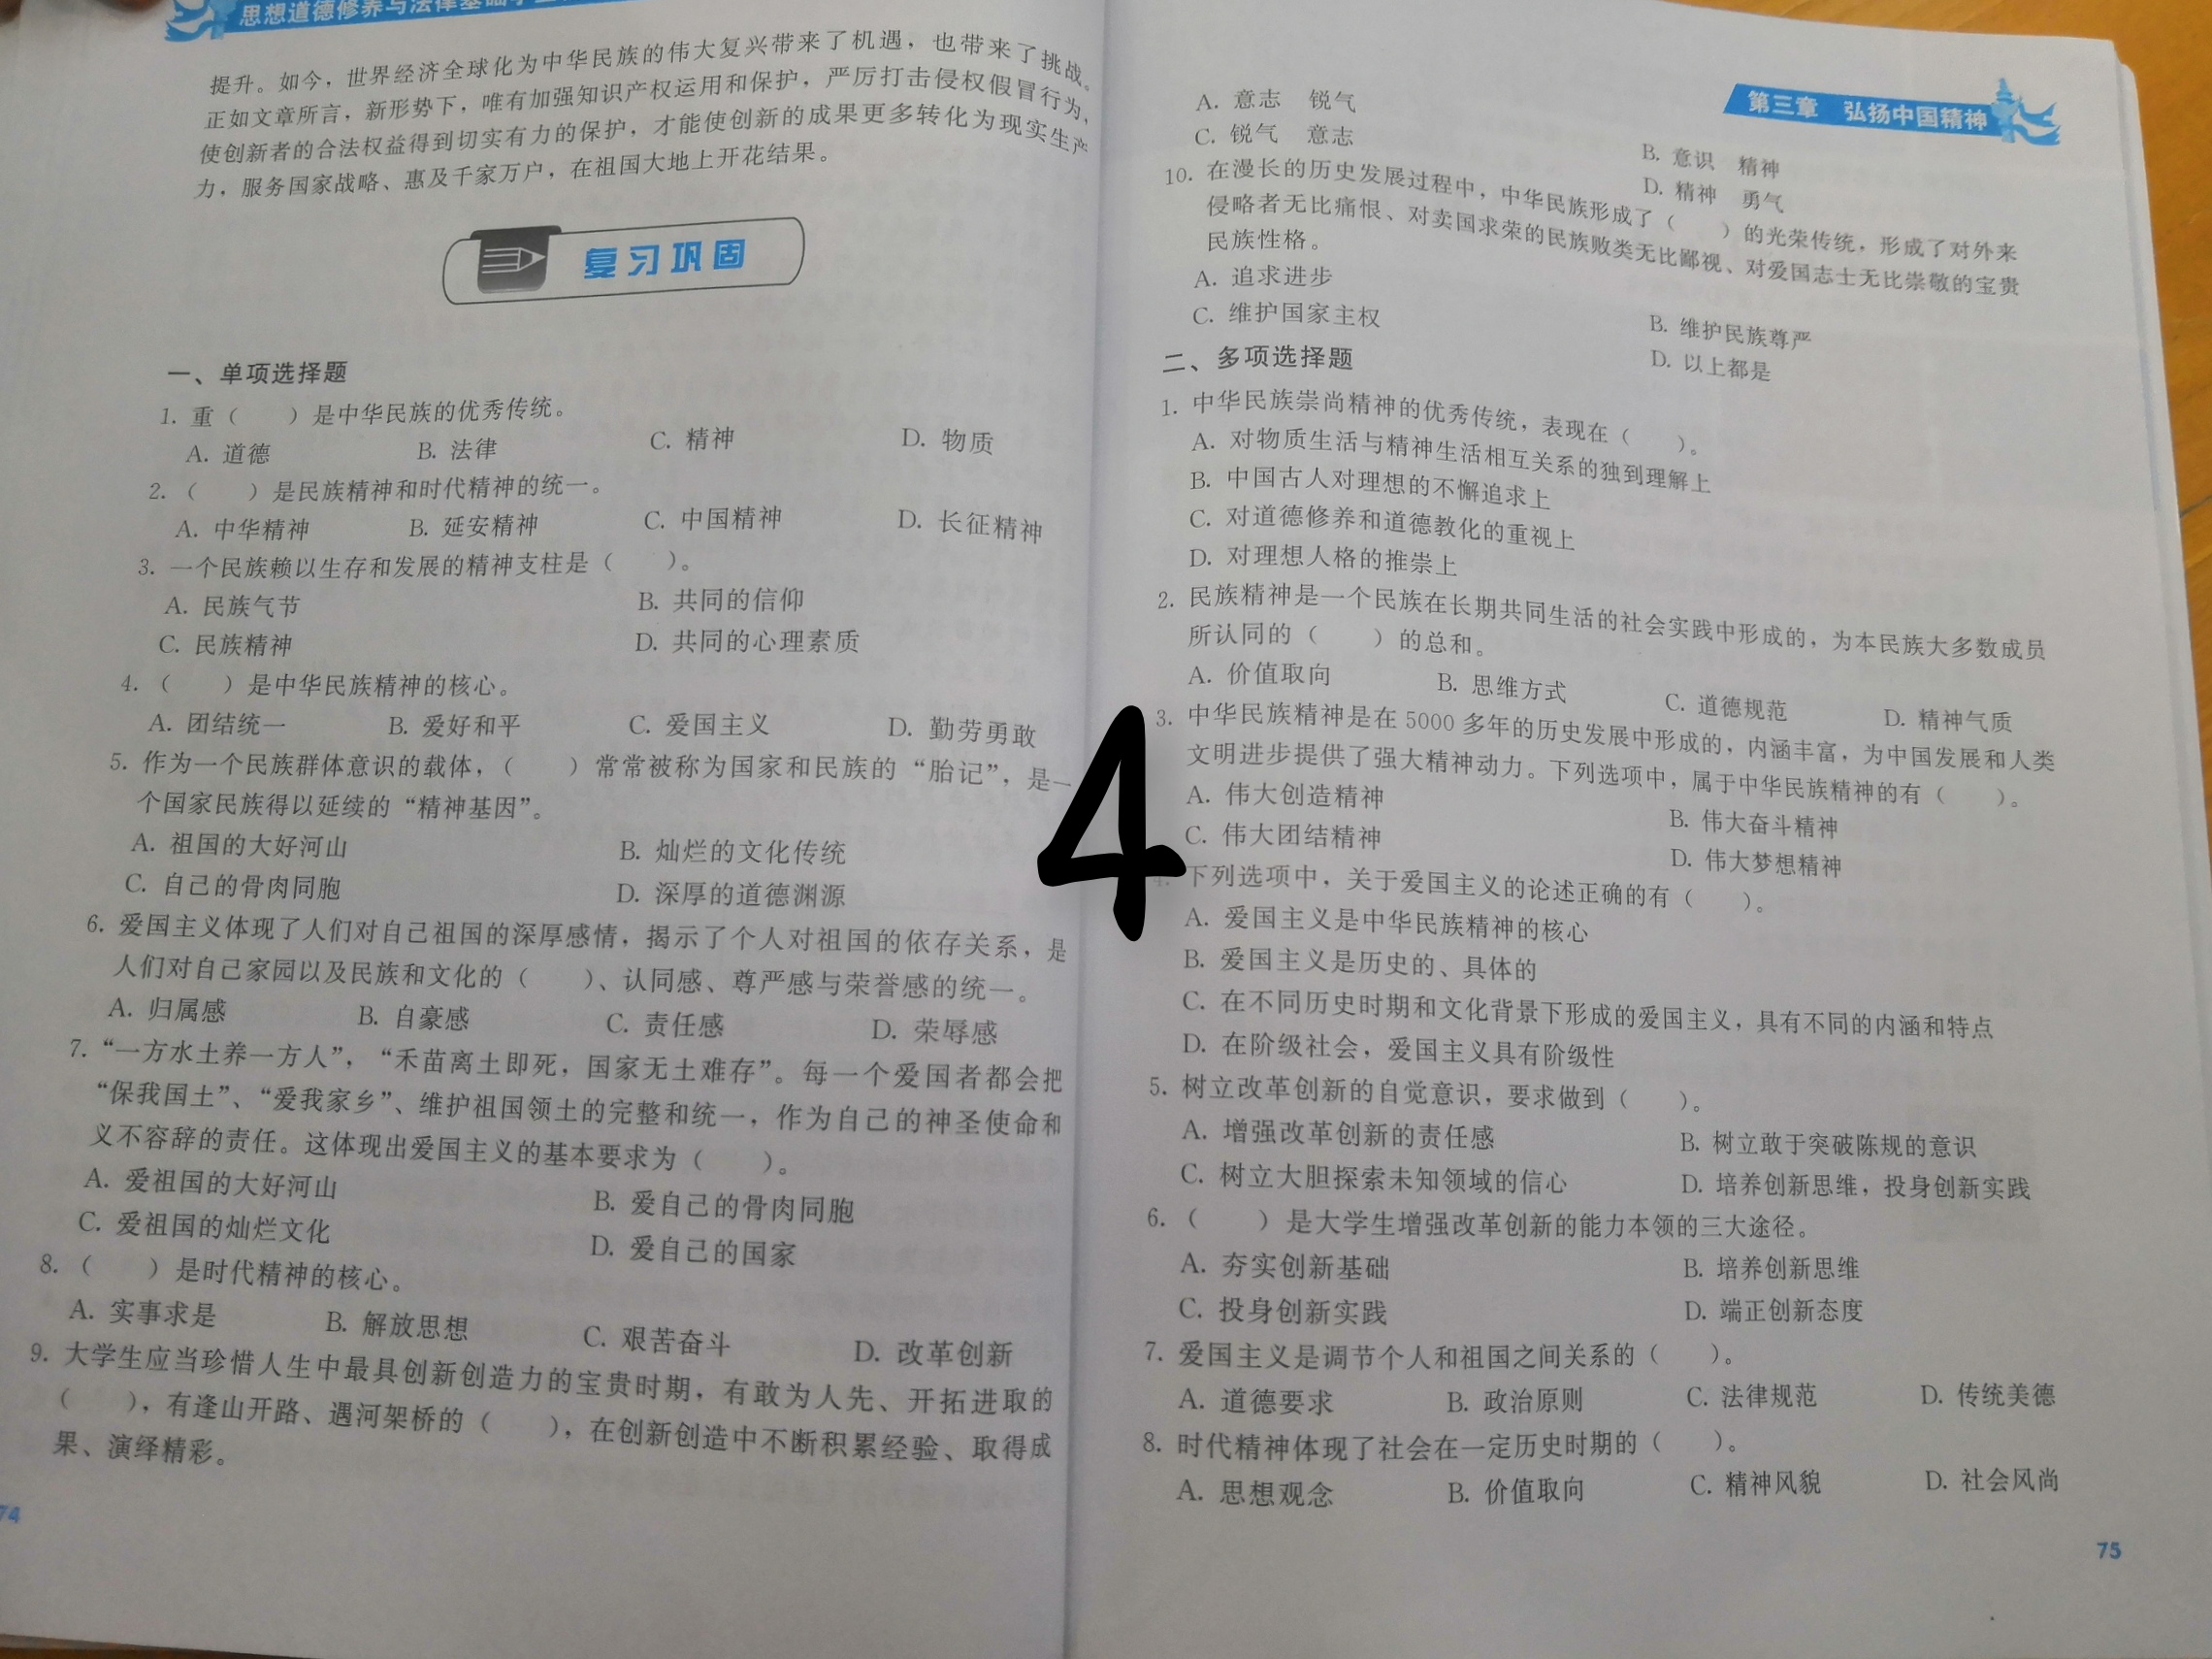 思想道德修养与法律基础学
提升。如今，世界经济全球化为中华民族的伟大复兴带来了机遇，也带来了挑战。
正如文章所言，新形势下，唯有加强知识产权运用和保护，严厉打击侵权假冒行为，
使创新者的合法权益得到切实有力的保护，才能使创新的成果更多转化为现实生产
力，服务国家战略、惠及千家万户，在祖国大地上开花结果。
复习巩固
一、单项选择题
1. 重（　　）是中华民族的优秀传统。
A. 道德　B. 法律　C. 精神　D. 物质
2. （　　）是民族精神和时代精神的统一。
A. 中华精神　B. 延安精神　C. 中国精神　D. 长征精神
3. 一个民族赖以生存和发展的精神支柱是（　　）。
A. 民族气节　B. 共同的信仰
C. 民族精神　D. 共同的心理素质
4. （　　）是中华民族精神的核心。
A. 团结统一　B. 爱好和平　C. 爱国主义　D. 勤劳勇敢
5. 作为一个民族群体意识的载体，（　　）常常被称为国家和民族的“胎记”，是一
个国家民族得以延续的“精神基因”。
A. 祖国的大好河山　B. 灿烂的文化传统
C. 自己的骨肉同胞　D. 深厚的道德渊源
6. 爱国主义体现了人们对自己祖国的深厚感情，揭示了个人对祖国的依存关系，是
人们对自己家园以及民族和文化的（　　）、认同感、尊严感与荣誉感的统一。
A. 归属感　B. 自豪感　C. 责任感　D. 荣辱感
7. “一方水土养一方人”，“禾苗离土即死，国家无土难存”。每一个爱国者都会把
“保我国土”、“爱我家乡”、维护祖国领土的完整和统一，作为自己的神圣使命和
义不容辞的责任。这体现出爱国主义的基本要求为（　　）。
A. 爱祖国的大好河山　B. 爱自己的骨肉同胞
C. 爱祖国的灿烂文化　D. 爱自己的国家
8. （　　）是时代精神的核心。
A. 实事求是　B. 解放思想　C. 艰苦奋斗　D. 改革创新
9. 大学生应当珍惜人生中最具创新创造力的宝贵时期，有敢为人先、开拓进取的
（　　），有逢山开路、遇河架桥的（　　），在创新创造中不断积累经验、取得成
果、演绎精彩。
74
第三章　弘扬中国精神
A. 意志　锐气　B. 意识　精神
C. 锐气　意志　D. 精神　勇气
10. 在漫长的历史发展过程中，中华民族形成了（　　）的光荣传统，形成了对外来
侵略者无比痛恨、对卖国求荣的民族败类无比鄙视、对爱国志士无比崇敬的宝贵
民族性格。
A. 追求进步　B. 维护民族尊严
C. 维护国家主权　D. 以上都是
二、多项选择题
1. 中华民族崇尚精神的优秀传统，表现在（　　）。
A. 对物质生活与精神生活相互关系的独到理解上
B. 中国古人对理想的不懈追求上
C. 对道德修养和道德教化的重视上
D. 对理想人格的推崇上
2. 民族精神是一个民族在长期共同生活的社会实践中形成的，为本民族大多数成员
所认同的（　　）的总和。
A. 价值取向　B. 思维方式　C. 道德规范　D. 精神气质
3. 中华民族精神是在 5000 多年的历史发展中形成的，内涵丰富，为中国发展和人类
文明进步提供了强大精神动力。下列选项中，属于中华民族精神的有（　　）。
A. 伟大创造精神　B. 伟大奋斗精神
C. 伟大团结精神　D. 伟大梦想精神
4
下列选项中，关于爱国主义的论述正确的有（　　）。
A. 爱国主义是中华民族精神的核心
B. 爱国主义是历史的、具体的
C. 在不同历史时期和文化背景下形成的爱国主义，具有不同的内涵和特点
D. 在阶级社会，爱国主义具有阶级性
5. 树立改革创新的自觉意识，要求做到（　　）。
A. 增强改革创新的责任感　B. 树立敢于突破陈规的意识
C. 树立大胆探索未知领域的信心　D. 培养创新思维，投身创新实践
6. （　　）是大学生增强改革创新的能力本领的三大途径。
A. 夯实创新基础　B. 培养创新思维
C. 投身创新实践　D. 端正创新态度
7. 爱国主义是调节个人和祖国之间关系的（　　）。
A. 道德要求　B. 政治原则　C. 法律规范　D. 传统美德
8. 时代精神体现了社会在一定历史时期的（　　）。
A. 思想观念　B. 价值取向　C. 精神风貌　D. 社会风尚
75